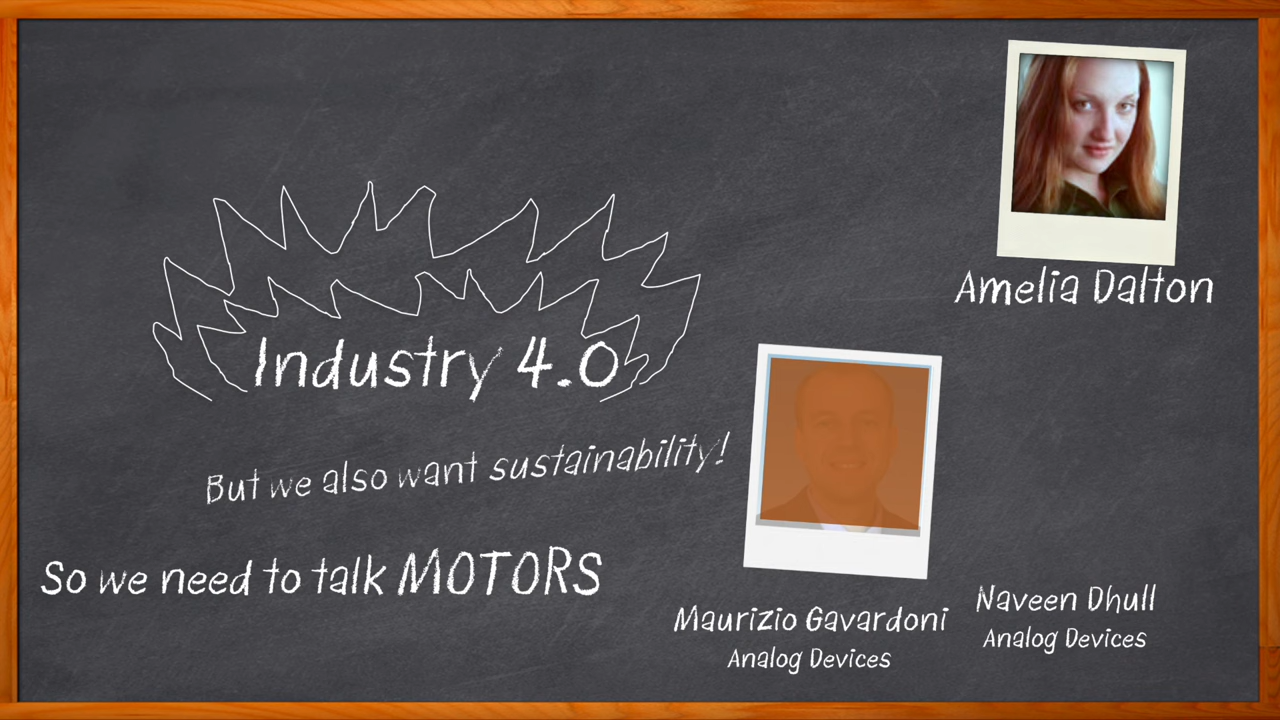 Amelia Dalton
Industry 4.0
But we also want sustainability!
So we need to talk MOTORS
Maurizio Gavardoni
Analog Devices
Naveen Dhull
Analog Devices